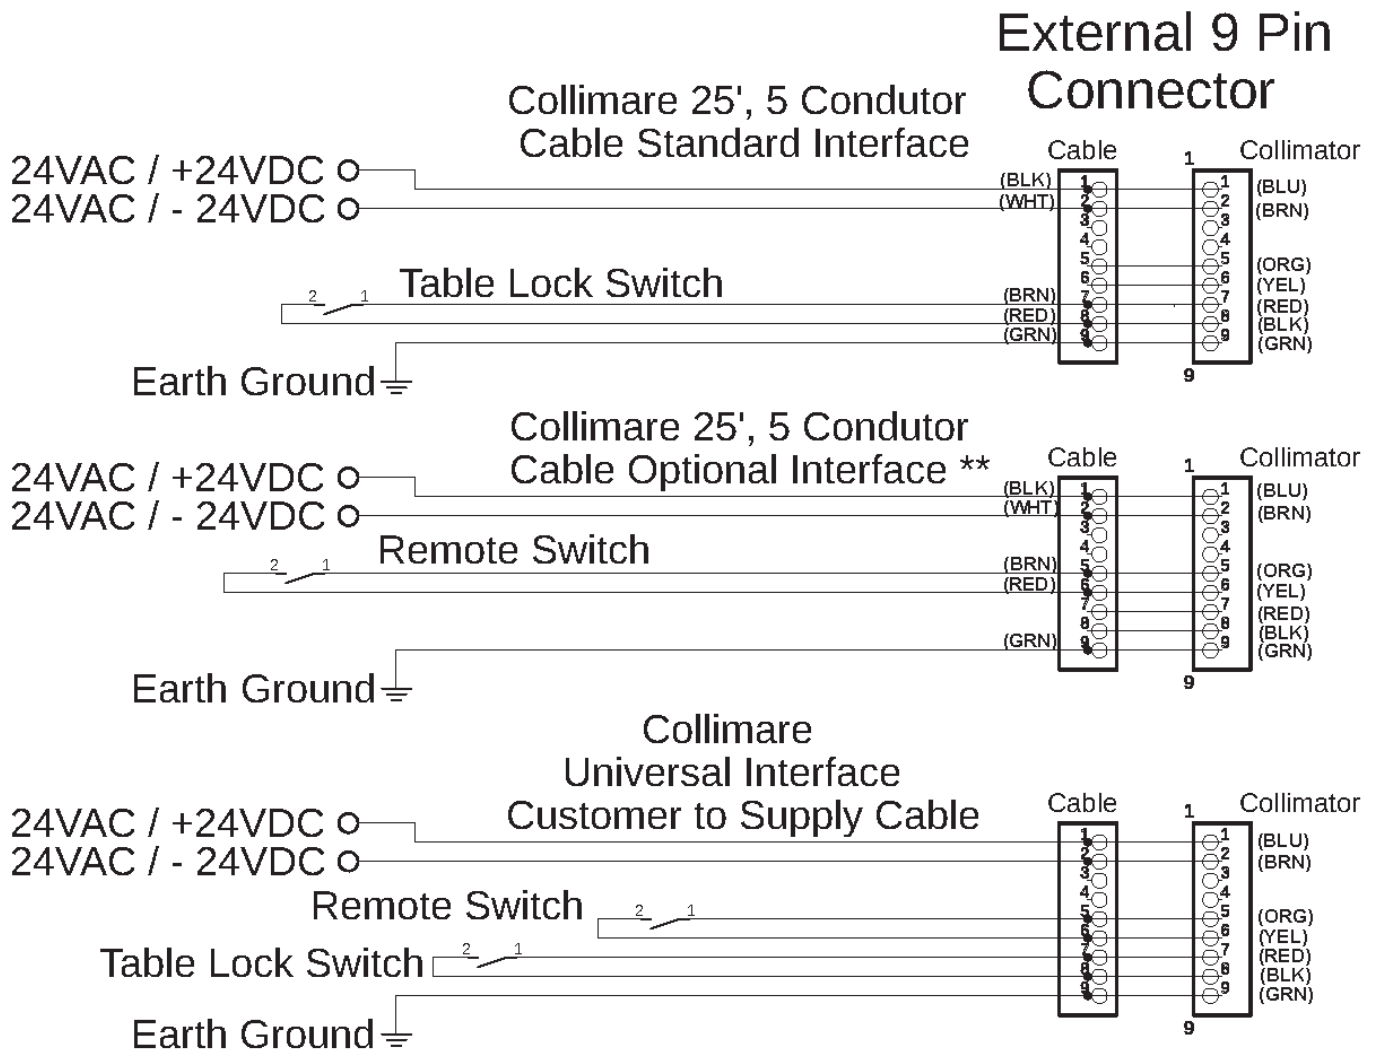 External 9 Pin
Connector
Collimare 25', 5 Condutor
Cable Standard Interface
Cable 1 Collimator
24VAC / +24VDC
24VAC / - 24VDC
(BLK) 1 1 (BLU)
(WHT) 2 2 (BRN)
3 3
4 4
5 5 (ORG)
6 6 (YEL)
Table Lock Switch
2 1
(BRN) 7 7 (RED)
(RED) 8 8 (BLK)
(GRN) 9 9 (GRN)
Earth Ground
9
Collimare 25', 5 Condutor
Cable Optional Interface **
Cable 1 Collimator
24VAC / +24VDC
24VAC / - 24VDC
(BLK) 1 1 (BLU)
(WHT) 2 2 (BRN)
3 3
4 4
Remote Switch
2 1
(BRN) 5 5 (ORG)
(RED) 6 6 (YEL)
7 7 (RED)
8 8 (BLK)
(GRN) 9 9 (GRN)
Earth Ground
9
Collimare
Universal Interface
Customer to Supply Cable
Cable 1 Collimator
24VAC / +24VDC
24VAC / - 24VDC
1 1 (BLU)
2 2 (BRN)
3 3
4 4
Remote Switch
2 1
5 5 (ORG)
6 6 (YEL)
Table Lock Switch
2 1
7 7 (RED)
8 8 (BLK)
9 9 (GRN)
Earth Ground
9